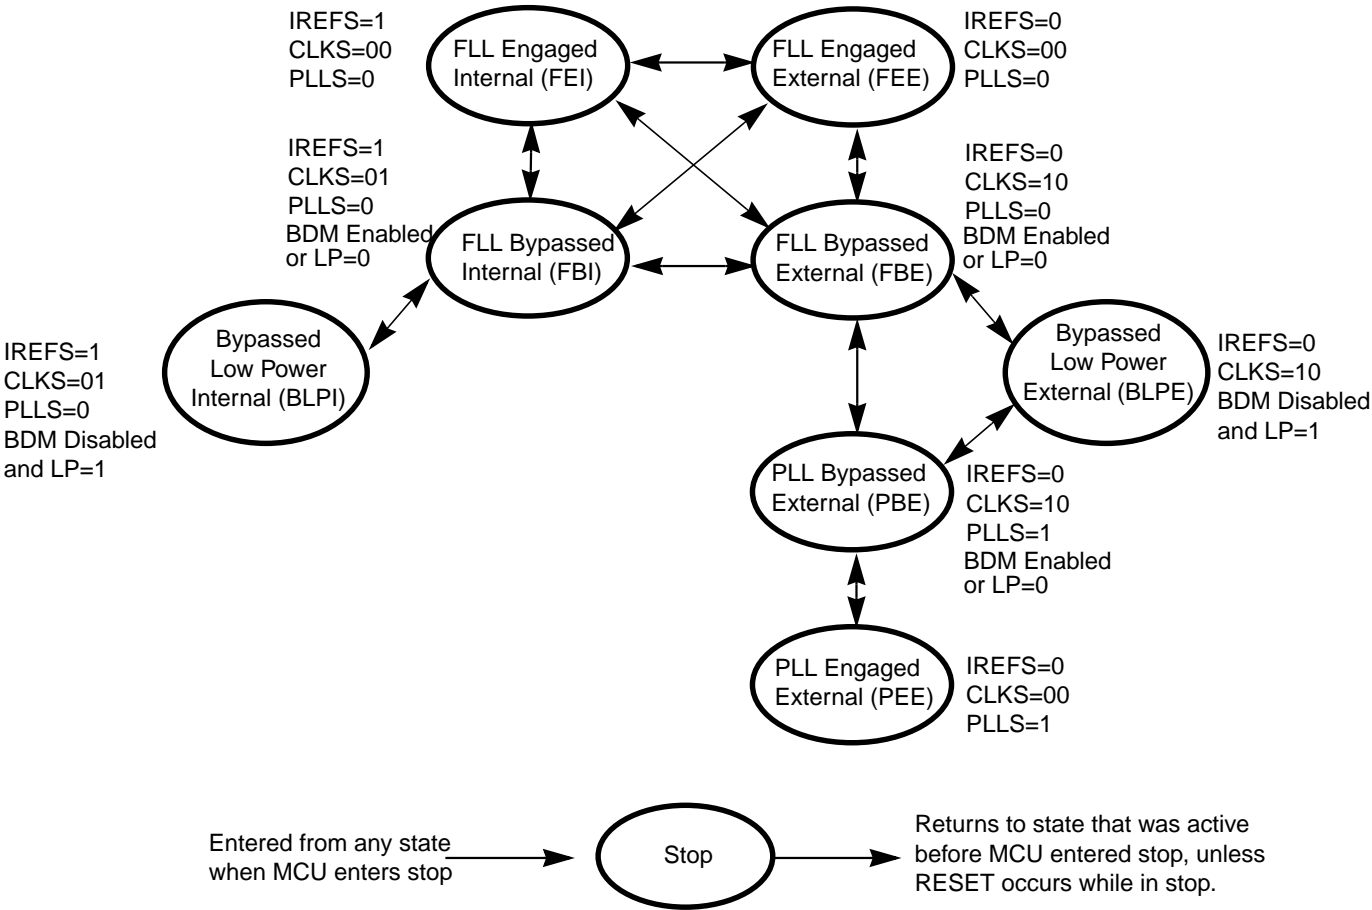 IREFS=1
CLKS=00
PLLS=0
FLL Engaged
Internal (FEI)
FLL Engaged
External (FEE)
IREFS=0
CLKS=00
PLLS=0
IREFS=1
CLKS=01
PLLS=0
BDM Enabled
or LP=0
FLL Bypassed
Internal (FBI)
FLL Bypassed
External (FBE)
IREFS=0
CLKS=10
PLLS=0
BDM Enabled
or LP=0
IREFS=1
CLKS=01
PLLS=0
BDM Disabled
and LP=1
Bypassed
Low Power
Internal (BLPI)
Bypassed
Low Power
External (BLPE)
IREFS=0
CLKS=10
BDM Disabled
and LP=1
PLL Bypassed
External (PBE)
IREFS=0
CLKS=10
PLLS=1
BDM Enabled
or LP=0
PLL Engaged
External (PEE)
IREFS=0
CLKS=00
PLLS=1
Entered from any state
when MCU enters stop
Stop
Returns to state that was active
before MCU entered stop, unless
RESET occurs while in stop.